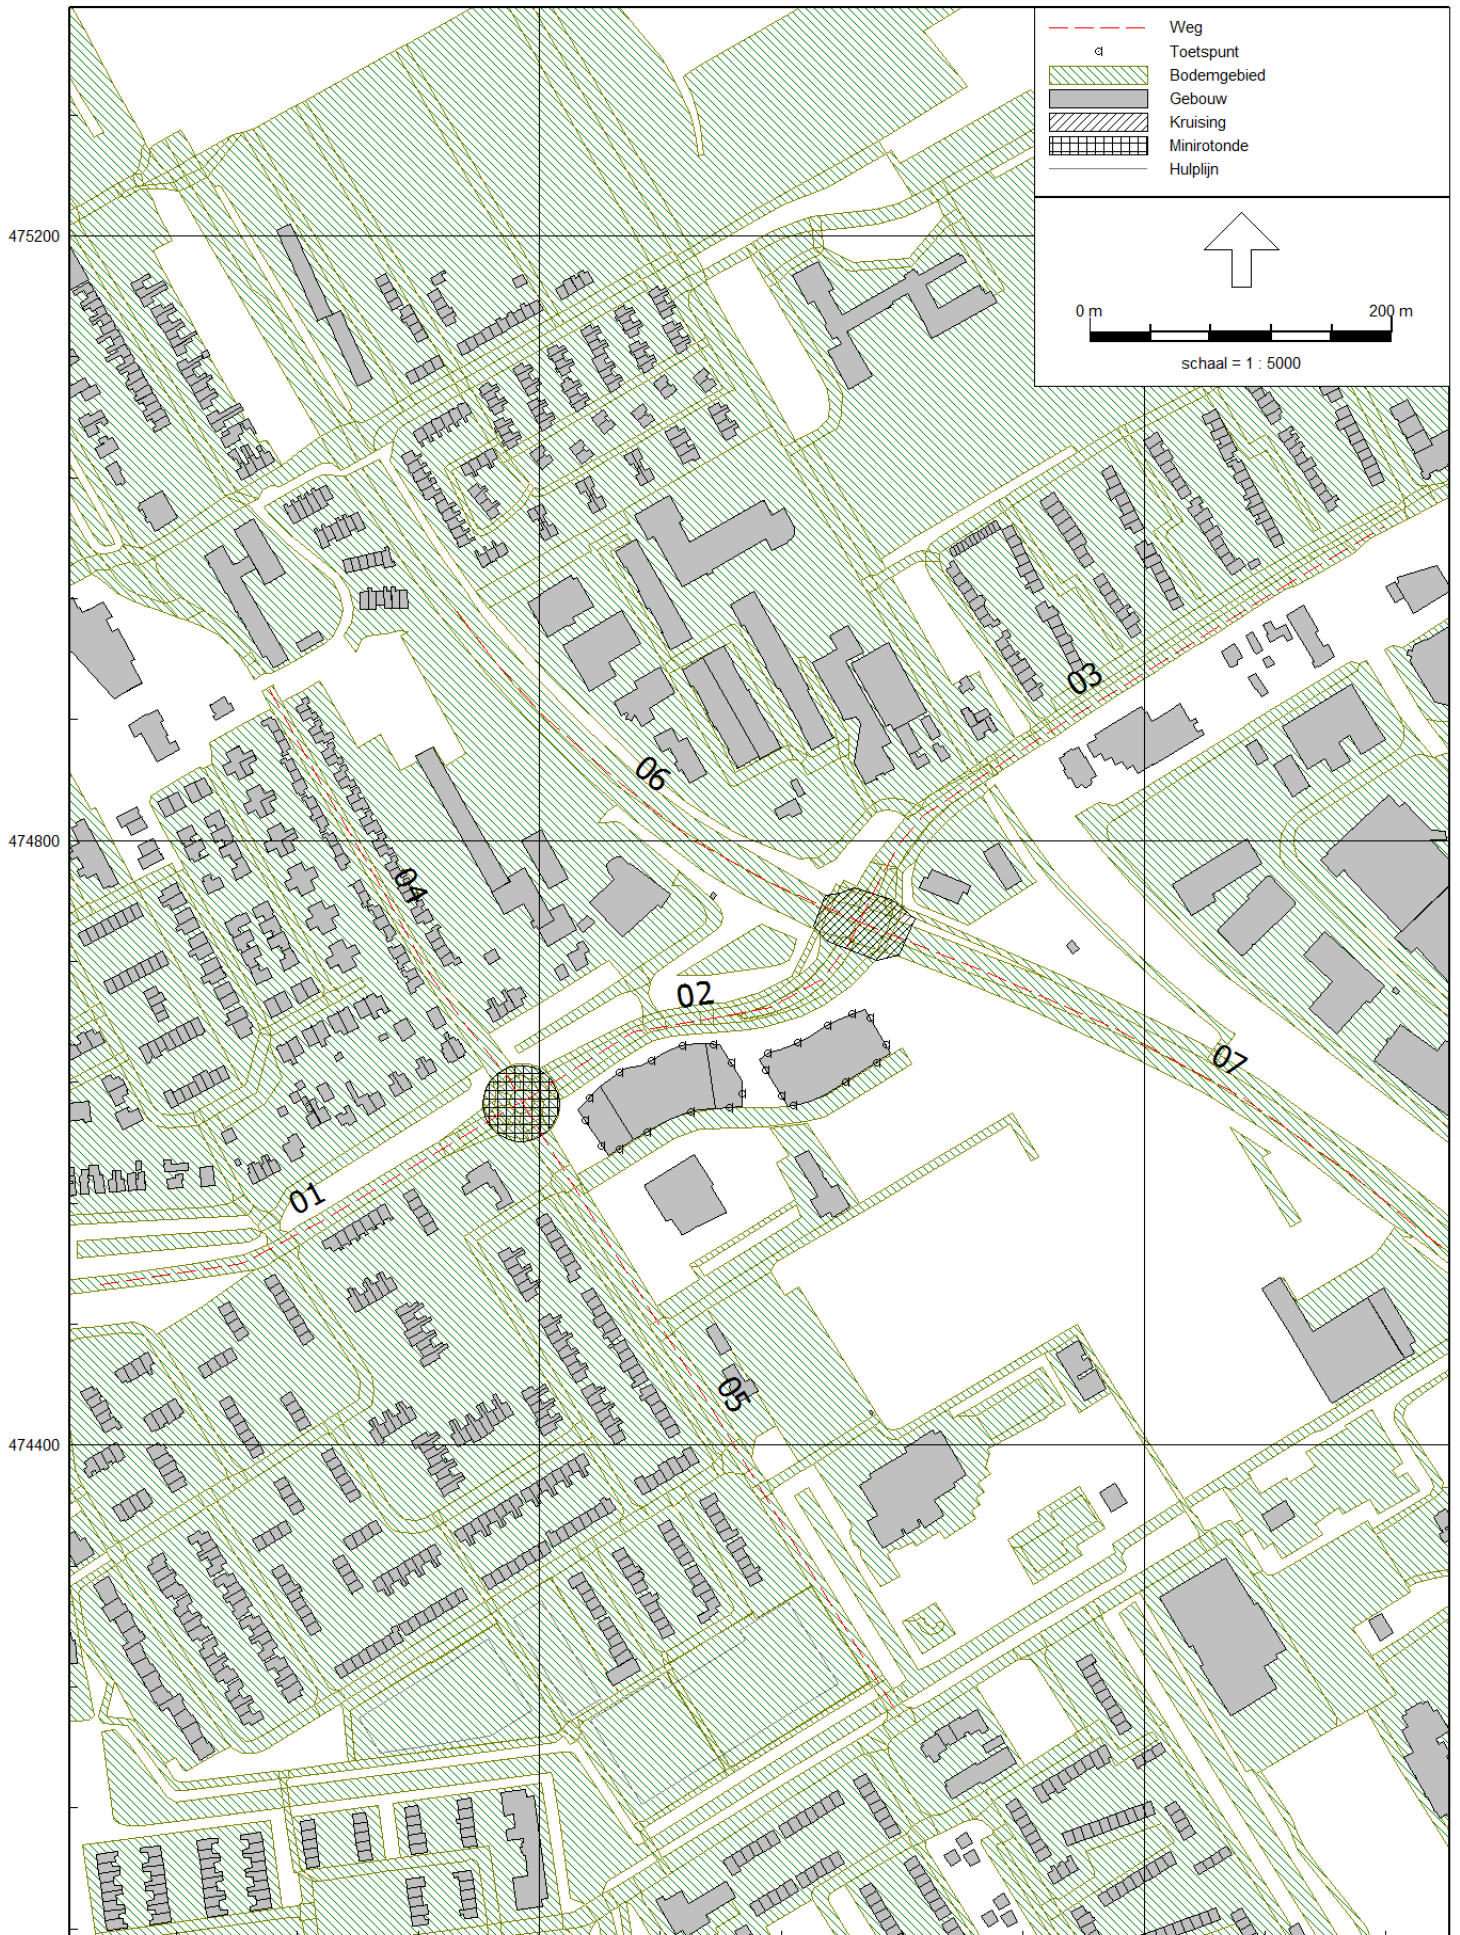 Weg
Toetspunt
Bodemgebied
Gebouw
Kruising
Minirotonde
Hulplijn
475200
0 m 200 m
schaal = 1 : 5000
03
06
474800
04
02
07
01
05
474400